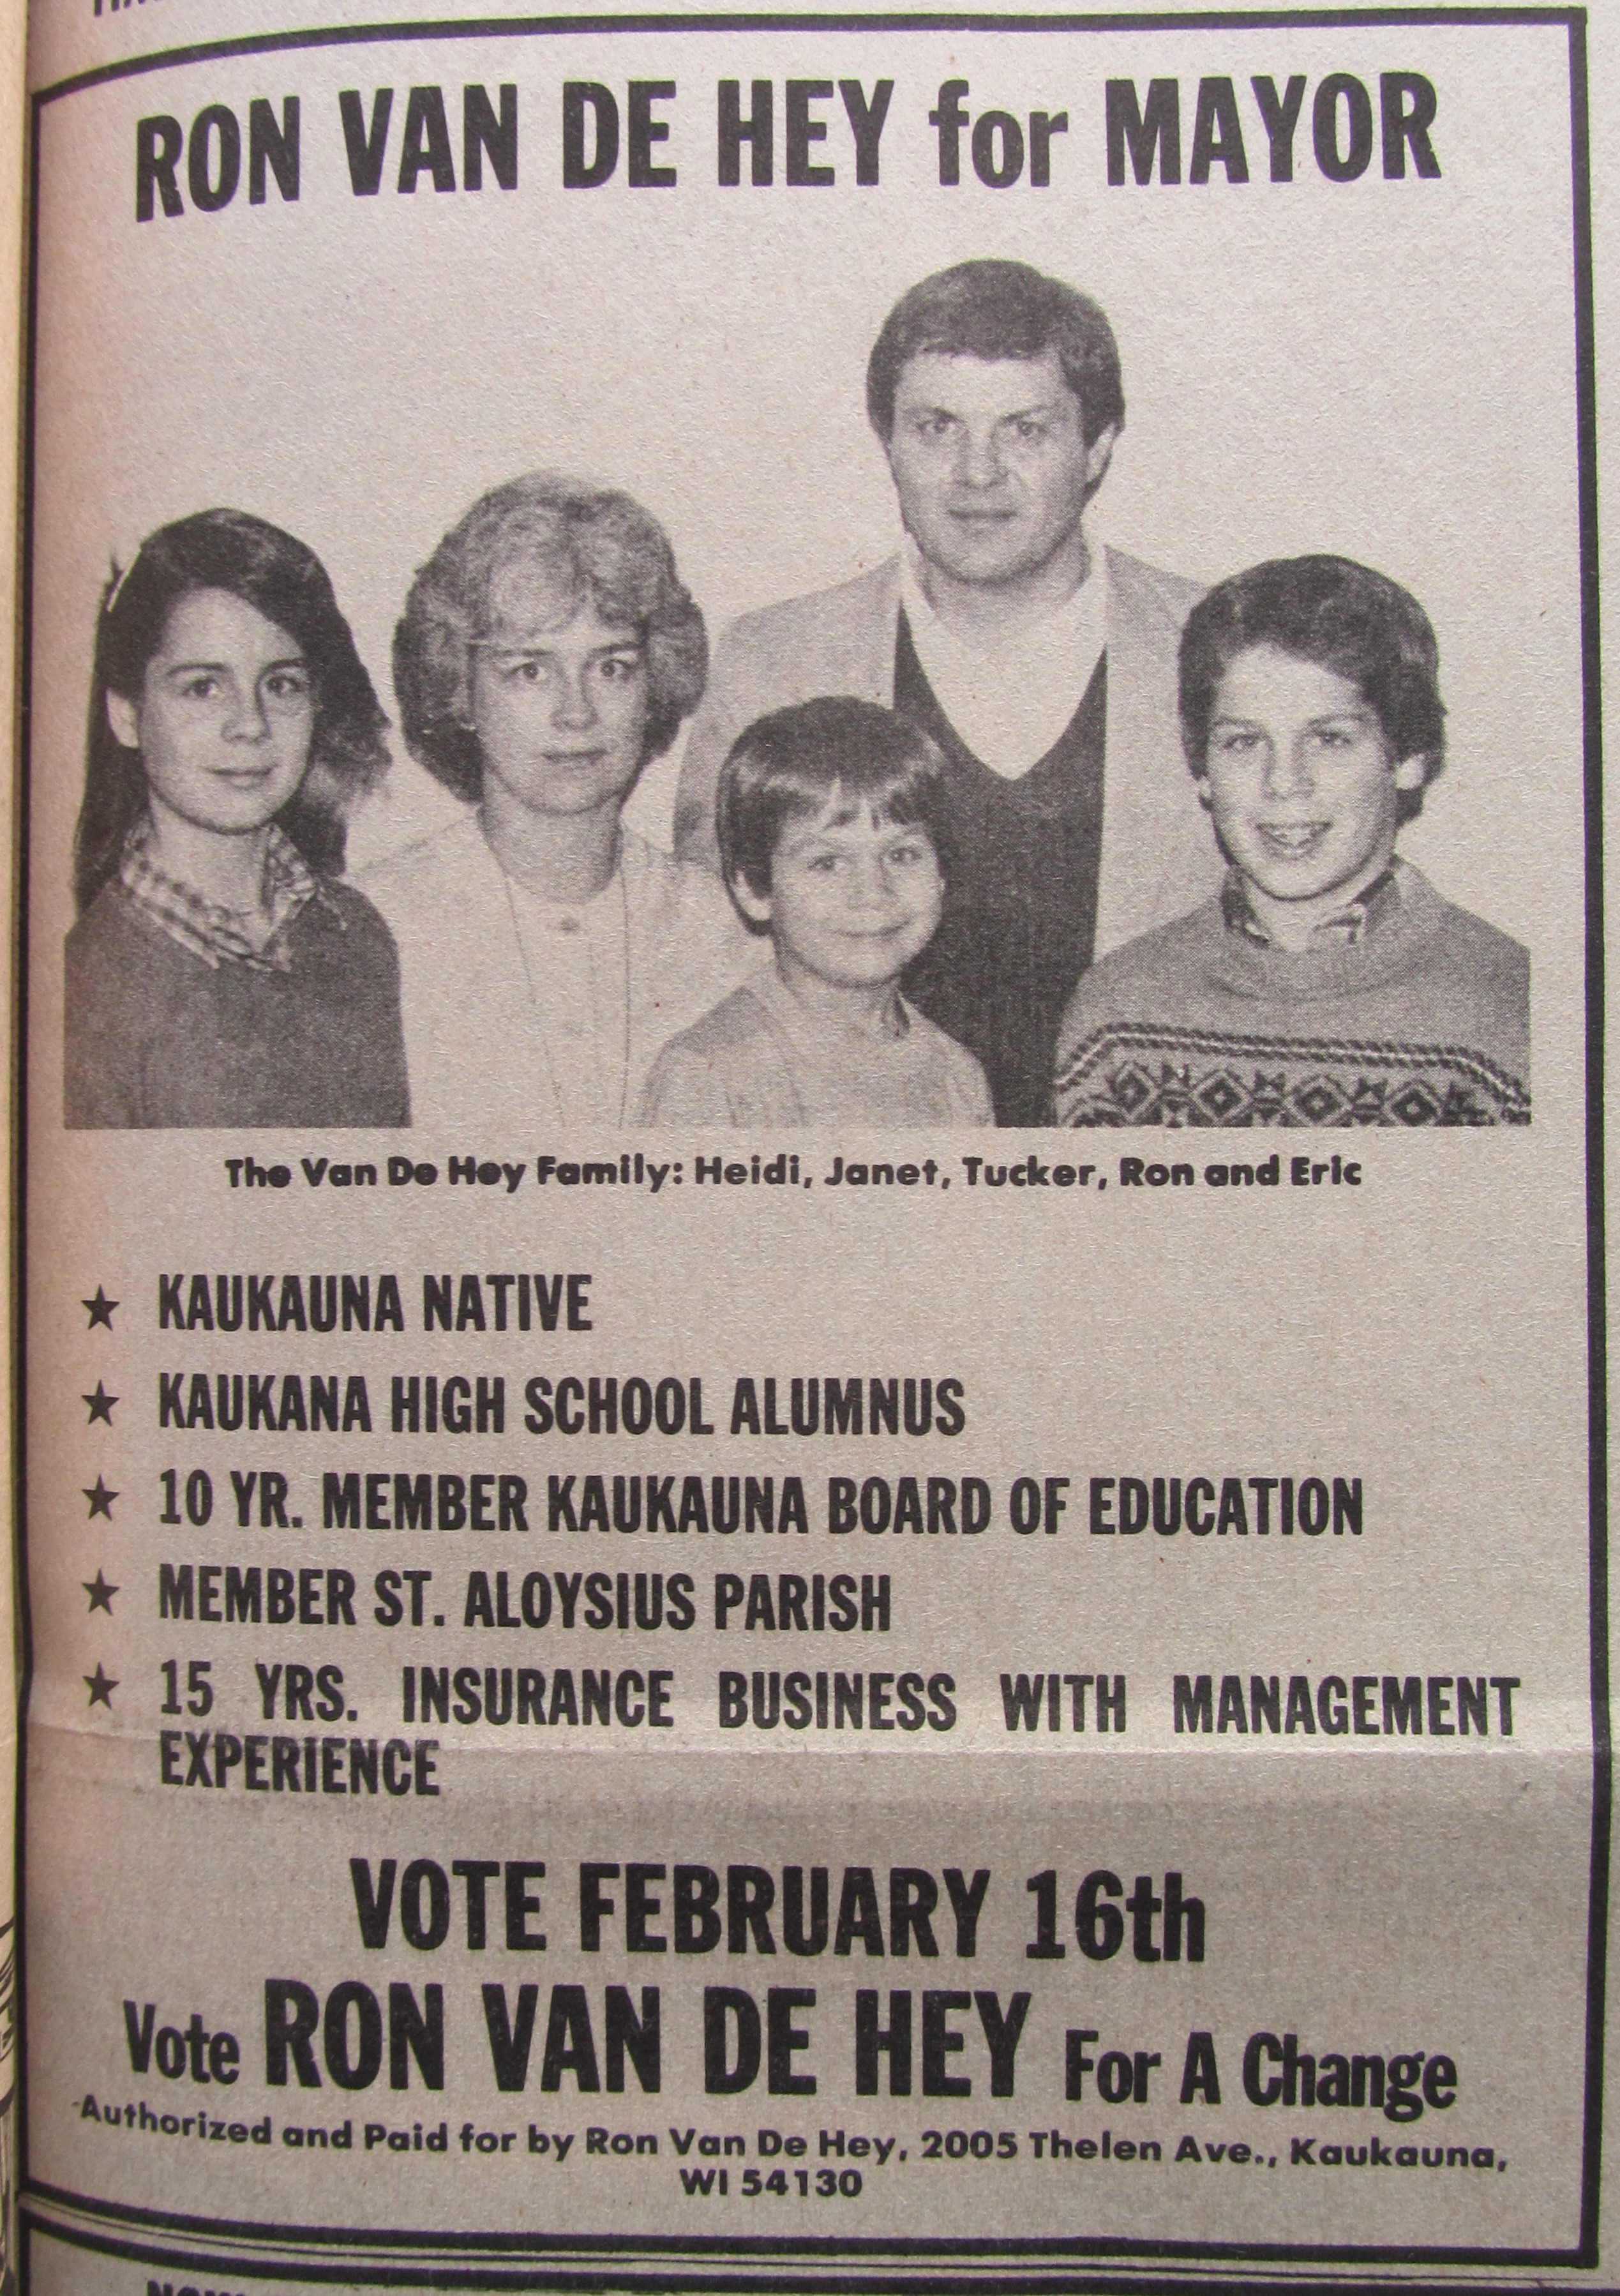 RON VAN DE HEY for MAYOR
The Van De Hey Family: Heidi, Janet, Tucker, Ron and Eric
★ KAUKAUNA NATIVE
★ KAUKANA HIGH SCHOOL ALUMNUS
★ 10 YR. MEMBER KAUKAUNA BOARD OF EDUCATION
★ MEMBER ST. ALOYSIUS PARISH
★ 15 YRS. INSURANCE BUSINESS WITH MANAGEMENT
EXPERIENCE
VOTE FEBRUARY 16th
Vote RON VAN DE HEY For A Change
Authorized and Paid for by Ron Van De Hey, 2005 Thelen Ave., Kaukauna,
WI 54130